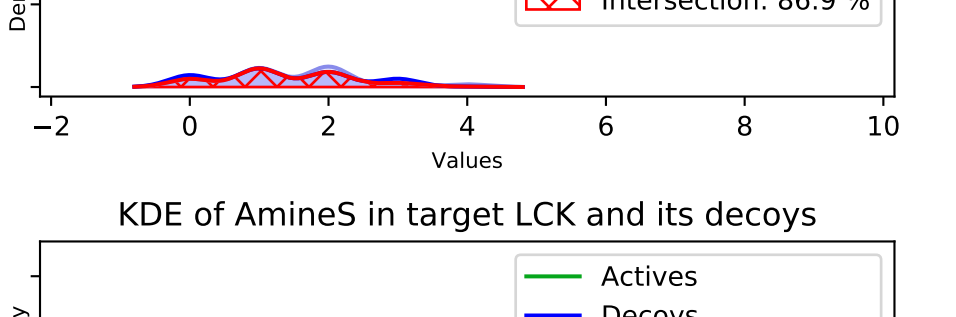 Intersection: 86.9 %
−2 0 2 4 6 8 10
Values
KDE of AmineS in target LCK and its decoys
Actives
Decoys